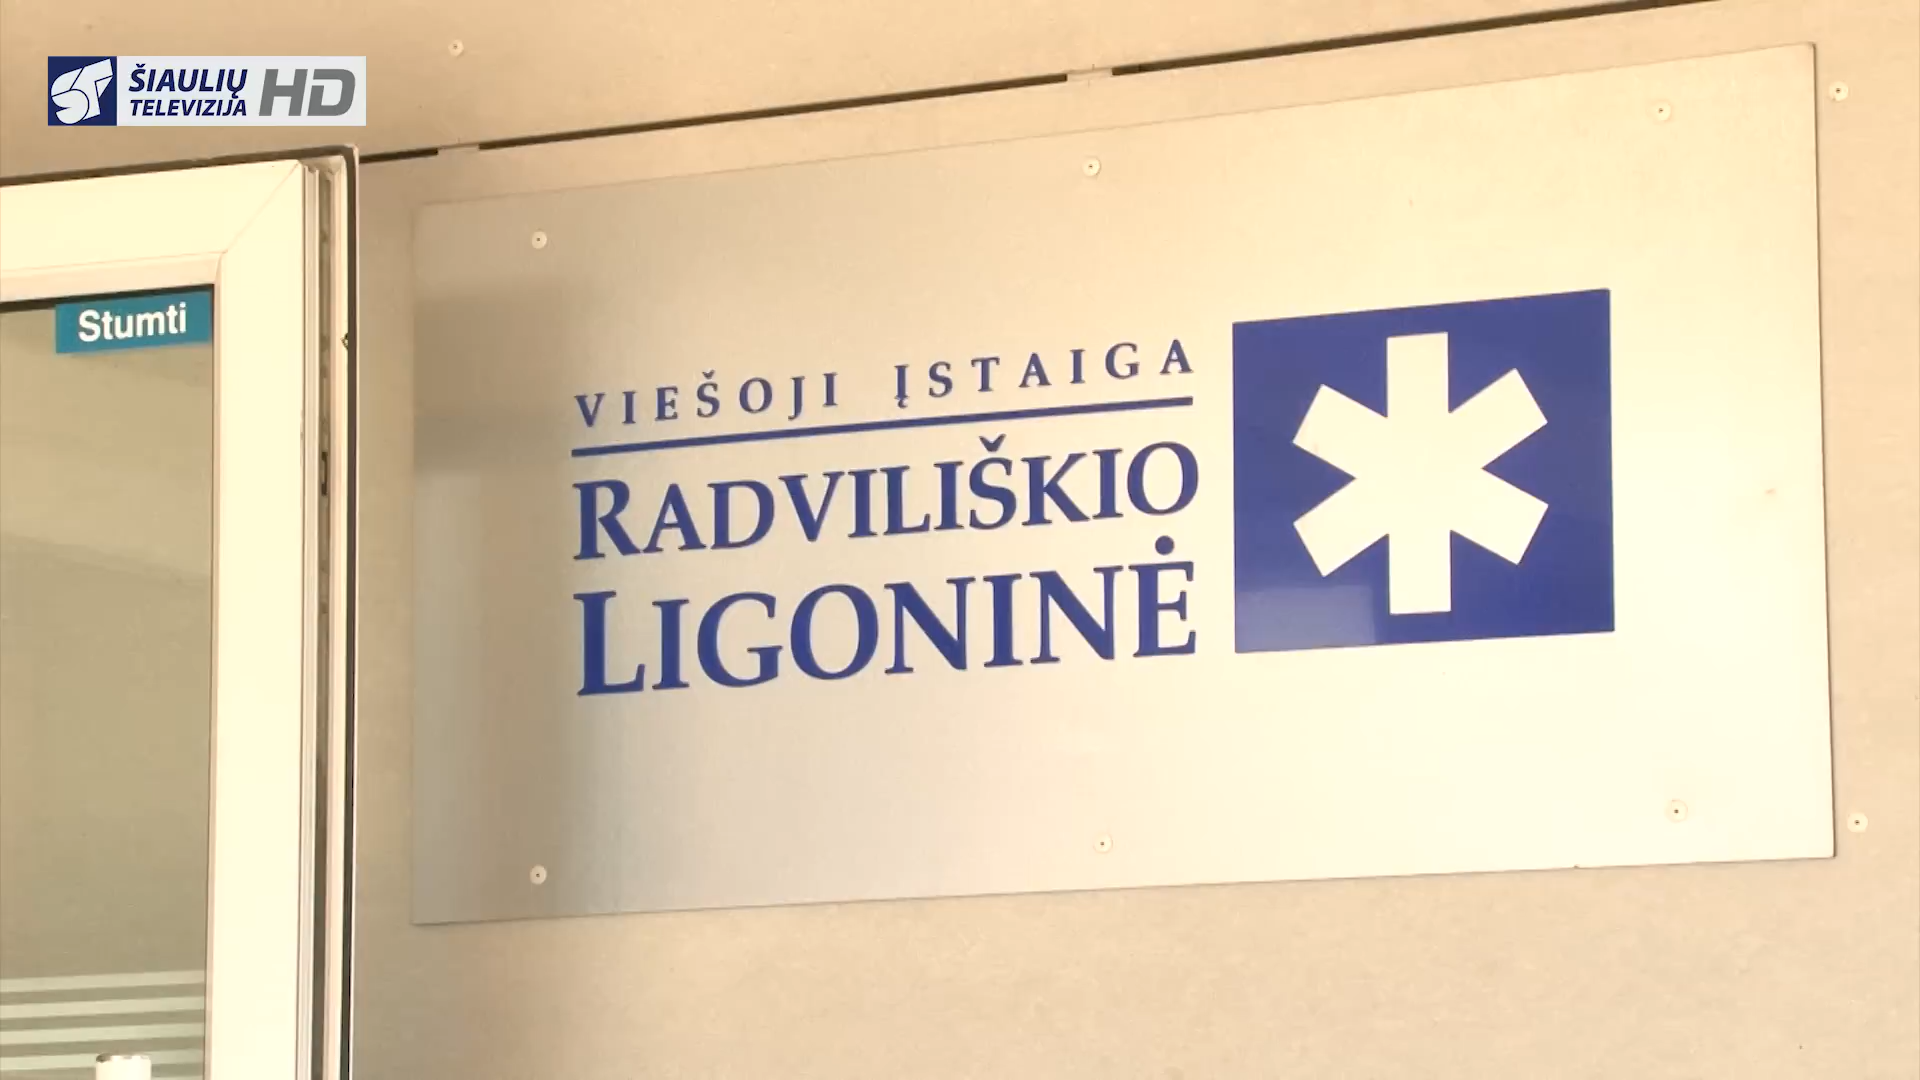 ŠIAULIŲ
TELEVIZIJA HD
Stumti
VIEŠOJI ĮSTAIGA
RADVILIŠKIO
LIGONINĖ